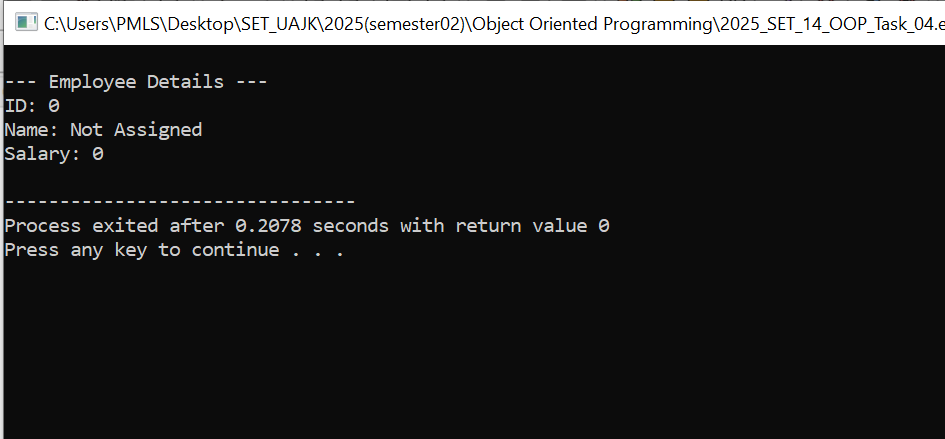 C:\Users\PMLS\Desktop\SET_UAJK\2025(semester02)\Object Oriented Programming\2025_SET_14_OOP_Task_04.e
--- Employee Details ---
ID: 0
Name: Not Assigned
Salary: 0
--------------------------------
Process exited after 0.2078 seconds with return value 0
Press any key to continue . . .